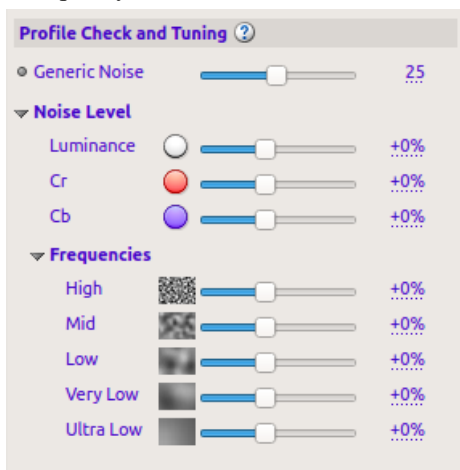 Profile Check and Tuning ?
Generic Noise 25
Noise Level
Luminance +0%
Cr +0%
Cb +0%
Frequencies
High +0%
Mid +0%
Low +0%
Very Low +0%
Ultra Low +0%